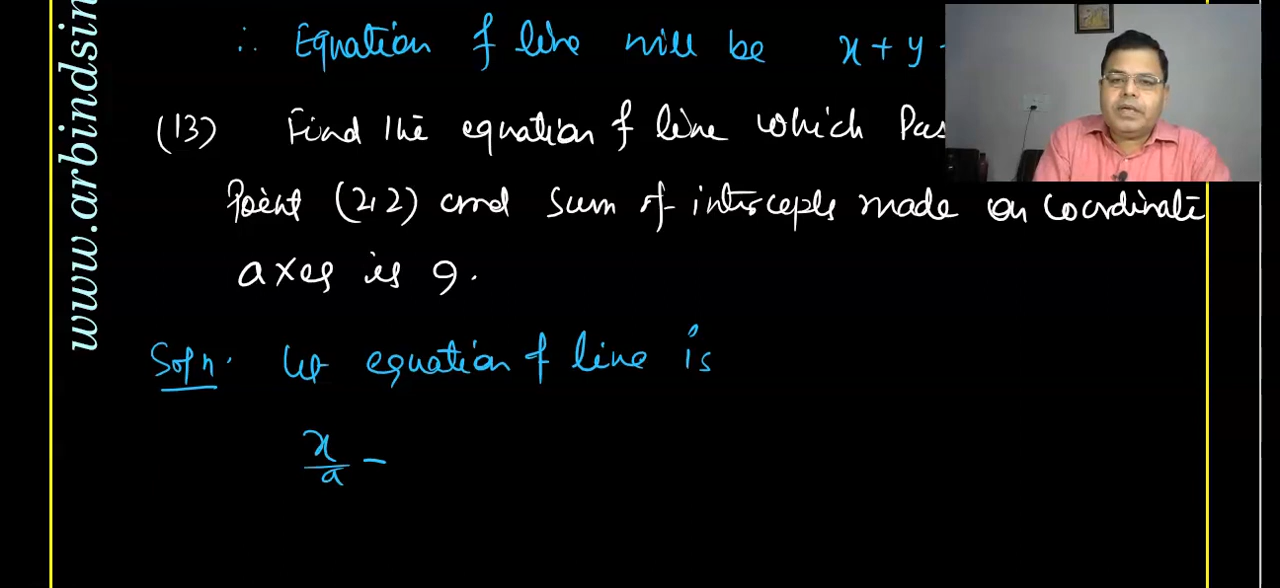 www.arbindsin
∴ Equation of line will be x + y
(13) Find the equation of line which Pas
Point (2,2) and sum of intercepts made on Coordinate
axes is 9.
Soln. Let equation of line is
x/a -